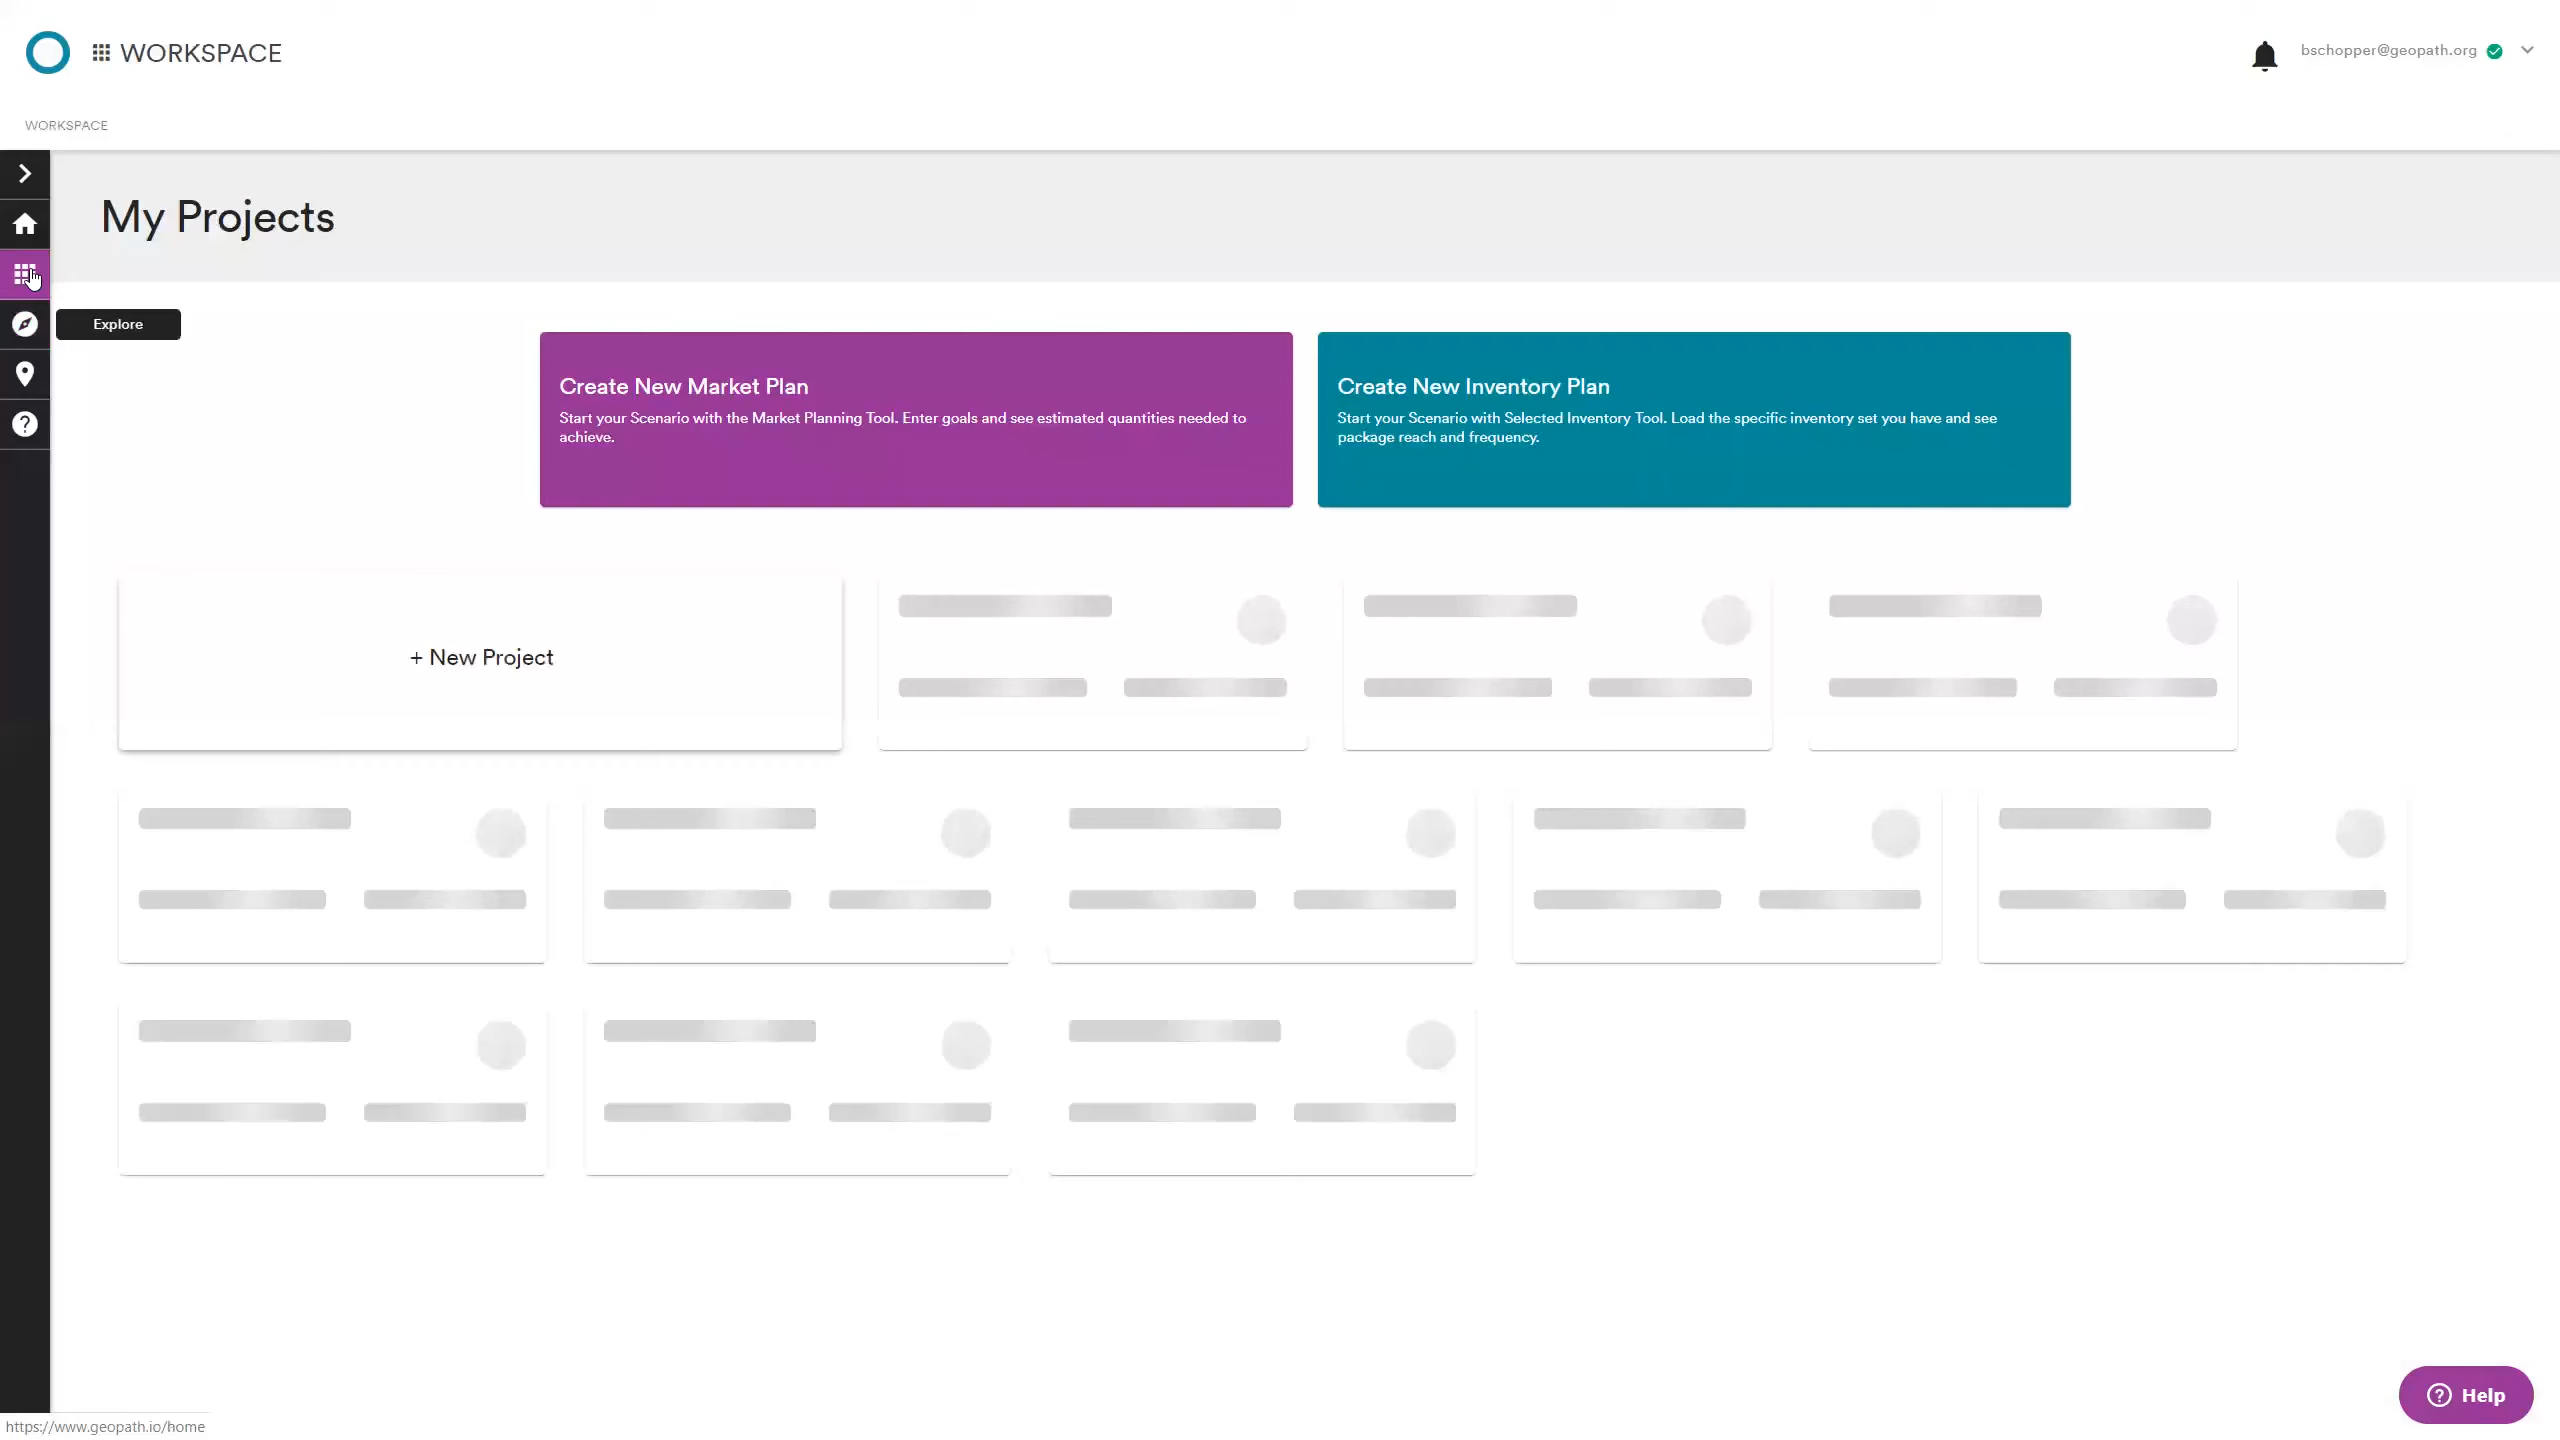 WORKSPACE
bschopper@geopath.org
WORKSPACE
My Projects
Explore
Create New Market Plan
Start your Scenario with the Market Planning Tool. Enter goals and see estimated quantities needed to
achieve.
Create New Inventory Plan
Start your Scenario with Selected Inventory Tool. Load the specific inventory set you have and see
package reach and frequency.
+ New Project
Help
https://www.geopath.io/home